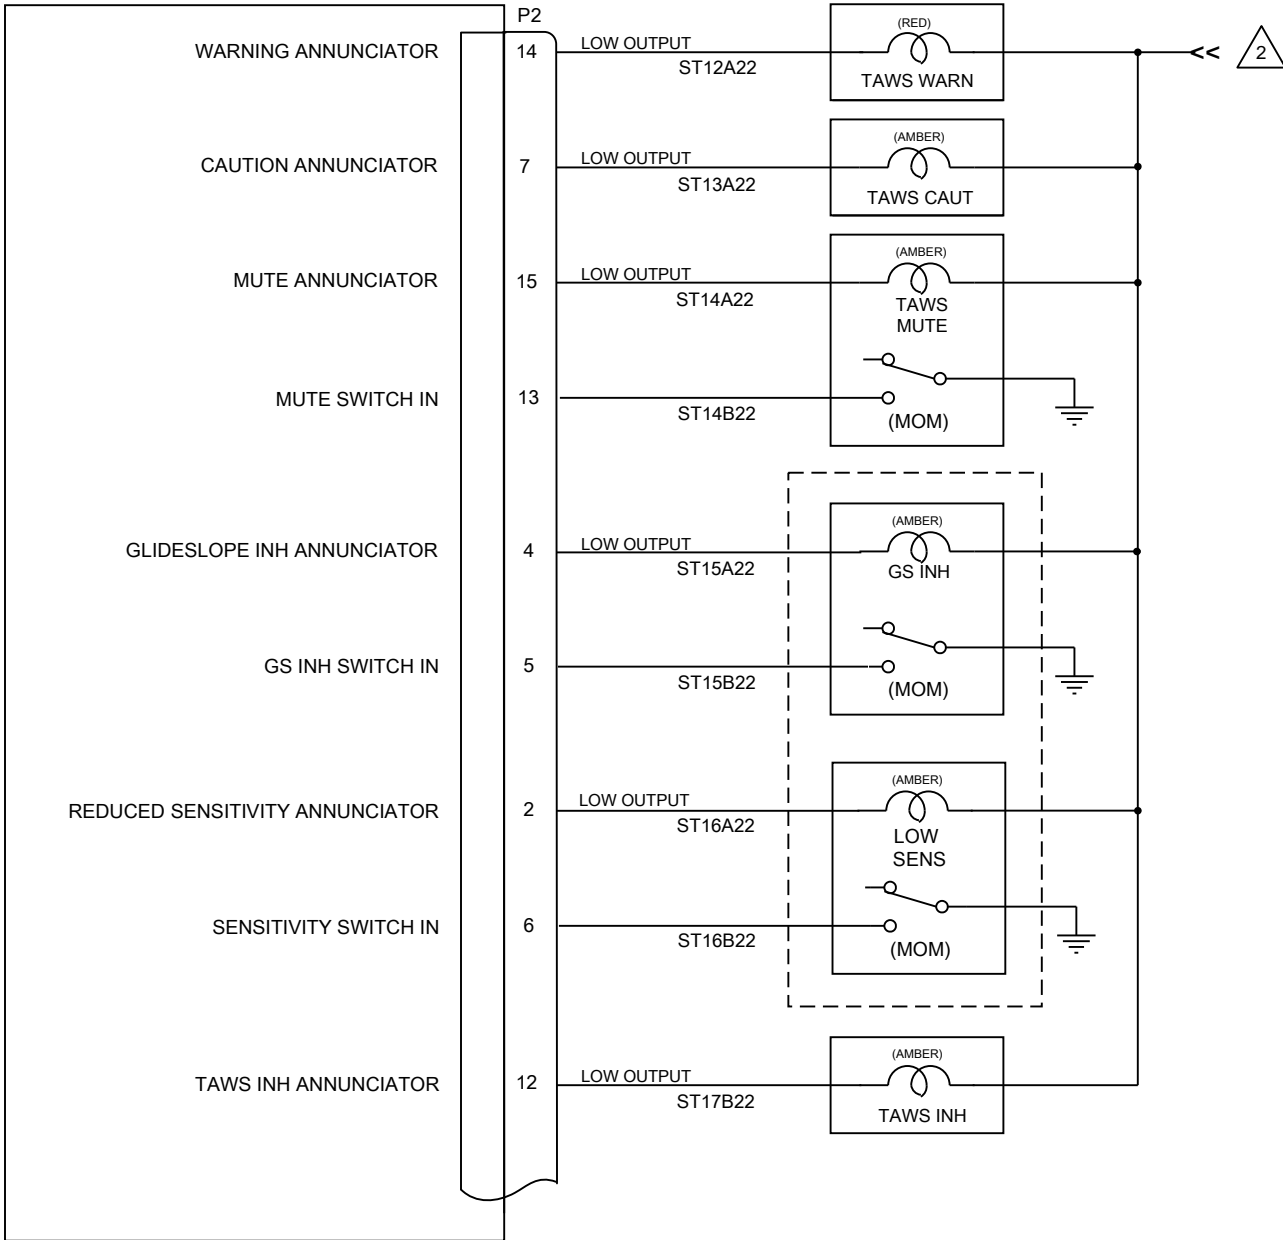 P2
WARNING ANNUNCIATOR 14 LOW OUTPUT ST12A22 (RED) TAWS WARN << 2
CAUTION ANNUNCIATOR 7 LOW OUTPUT ST13A22 (AMBER) TAWS CAUT
MUTE ANNUNCIATOR 15 LOW OUTPUT ST14A22 (AMBER) TAWS
MUTE
MUTE SWITCH IN 13 ST14B22 (MOM)
GLIDESLOPE INH ANNUNCIATOR 4 LOW OUTPUT ST15A22 (AMBER) GS INH
GS INH SWITCH IN 5 ST15B22 (MOM)
REDUCED SENSITIVITY ANNUNCIATOR 2 LOW OUTPUT ST16A22 (AMBER) LOW
SENS
SENSITIVITY SWITCH IN 6 ST16B22 (MOM)
TAWS INH ANNUNCIATOR 12 LOW OUTPUT ST17B22 (AMBER) TAWS INH